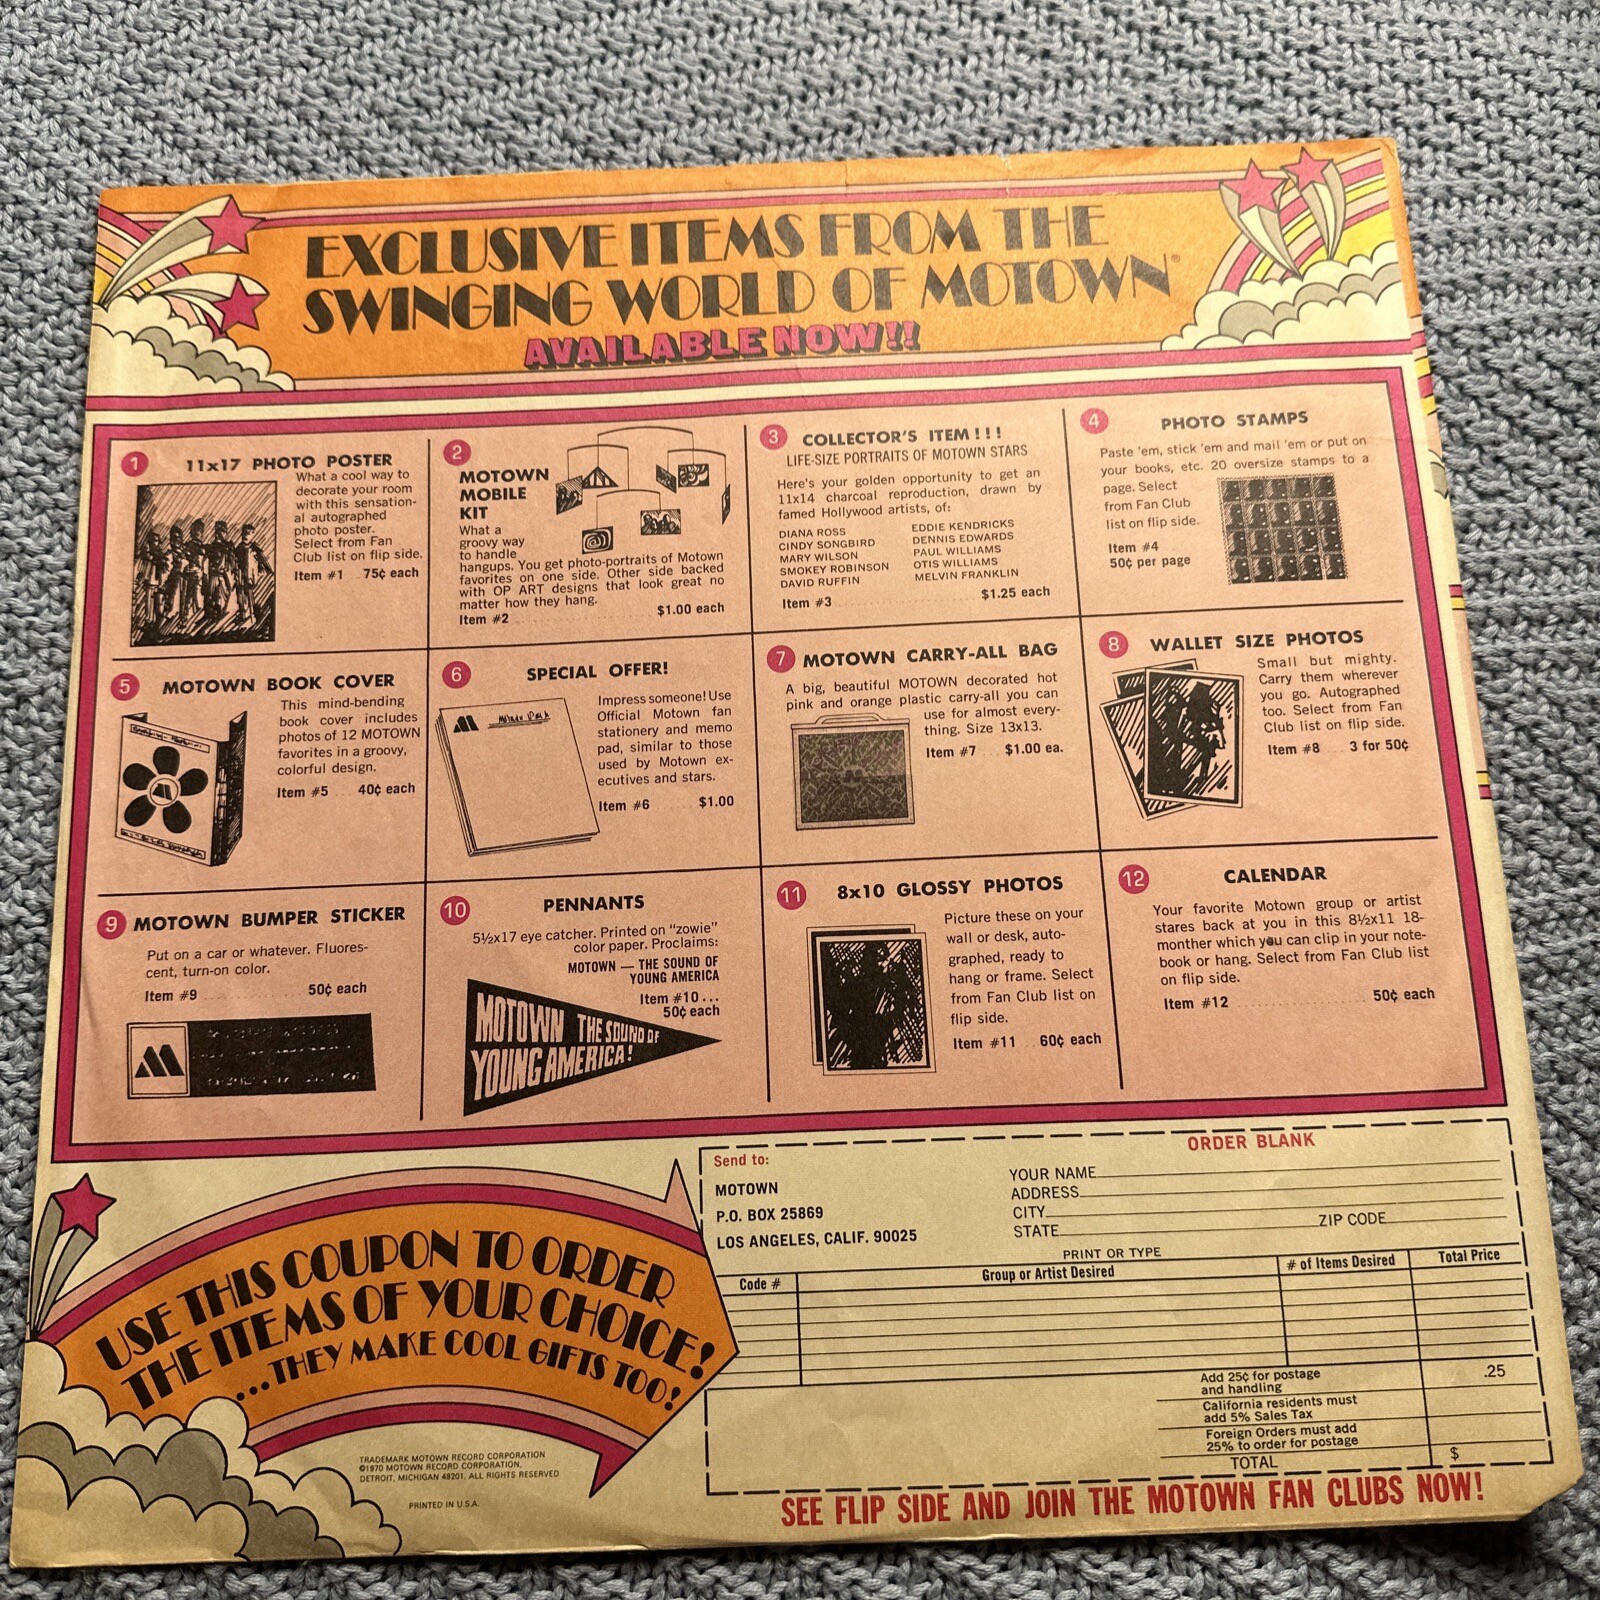 EXCLUSIVE ITEMS FROM THE
SWINGING WORLD OF MOTOWN®
AVAILABLE NOW!!
1
11x17 PHOTO POSTER
What a cool way to
decorate your room
with this sensation-
al autographed
photo poster.
Select from Fan
Club list on flip side.
Item #1 75¢ each
2
MOTOWN
MOBILE
KIT
What a
groovy way
to handle
hangups. You get photo-portraits of Motown
favorites on one side. Other side backed
with OP ART designs that look great no
matter how they hang.
Item #2 $1.00 each
3
COLLECTOR'S ITEM!!!
LIFE-SIZE PORTRAITS OF MOTOWN STARS
Here's your golden opportunity to get an
11x14 charcoal reproduction, drawn by
famed Hollywood artists, of:
DIANA ROSS
CINDY SONGBIRD
MARY WILSON
SMOKEY ROBINSON
DAVID RUFFIN
EDDIE KENDRICKS
DENNIS EDWARDS
PAUL WILLIAMS
OTIS WILLIAMS
MELVIN FRANKLIN
Item #3 $1.25 each
4
PHOTO STAMPS
Paste 'em, stick 'em and mail 'em or put on
your books, etc. 20 oversize stamps to a
page. Select
from Fan Club
list on flip side.
Item #4
50¢ per page
5
MOTOWN BOOK COVER
This mind-bending
book cover includes
photos of 12 MOTOWN
favorites in a groovy,
colorful design.
Item #5 40¢ each
6
SPECIAL OFFER!
Impress someone! Use
Official Motown fan
stationery and memo
pad, similar to those
used by Motown ex-
ecutives and stars.
Item #6 $1.00
7
MOTOWN CARRY-ALL BAG
A big, beautiful MOTOWN decorated hot
pink and orange plastic carry-all you can
use for almost every-
thing. Size 13x13.
Item #7 $1.00 ea.
8
WALLET SIZE PHOTOS
Small but mighty.
Carry them wherever
you go. Autographed
too. Select from Fan
Club list on flip side.
Item #8 3 for 50¢
9
MOTOWN BUMPER STICKER
Put on a car or whatever. Fluores-
cent, turn-on color.
Item #9 50¢ each
10
PENNANTS
5½x17 eye catcher. Printed on "zowie"
color paper. Proclaims:
MOTOWN — THE SOUND OF
YOUNG AMERICA
Item #10...
50¢ each
MOTOWN THE SOUND OF
YOUNG AMERICA!
11
8x10 GLOSSY PHOTOS
Picture these on your
wall or desk, auto-
graphed, ready to
hang or frame. Select
from Fan Club list on
flip side.
Item #11 60¢ each
12
CALENDAR
Your favorite Motown group or artist
stares back at you in this 8½x11 18-
monther which you can clip in your note-
book or hang. Select from Fan Club list
on flip side.
Item #12 50¢ each
USE THIS COUPON TO ORDER
THE ITEMS OF YOUR CHOICE!
...THEY MAKE COOL GIFTS TOO!
TRADEMARK MOTOWN RECORD CORPORATION
©1970 MOTOWN RECORD CORPORATION,
DETROIT, MICHIGAN 48201, ALL RIGHTS RESERVED
PRINTED IN U.S.A.
ORDER BLANK
Send to:
MOTOWN
P.O. BOX 25869
LOS ANGELES, CALIF. 90025
YOUR NAME
ADDRESS
CITY
STATE ZIP CODE
PRINT OR TYPE
Code # Group or Artist Desired # of Items Desired Total Price
Add 25¢ for postage
and handling .25
California residents must
add 5% Sales Tax
Foreign Orders must add
25% to order for postage
TOTAL $
SEE FLIP SIDE AND JOIN THE MOTOWN FAN CLUBS NOW!